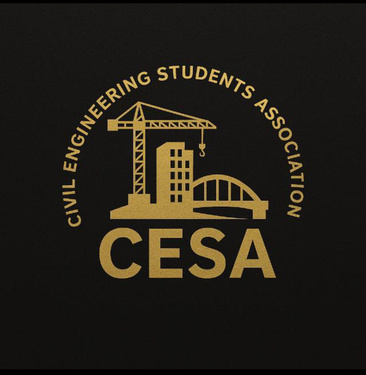 CIVIL ENGINEERING STUDENTS ASSOCIATION
CESA